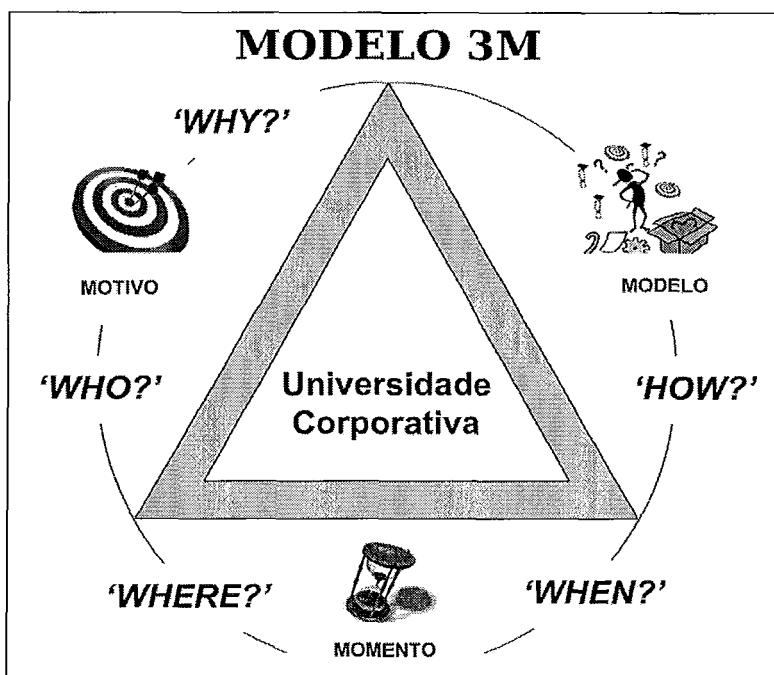 MODELO 3M
'WHY?'
MOTIVO
MODELO
'WHO?'
Universidade
Corporativa
'HOW?'
'WHERE?'
'WHEN?'
MOMENTO